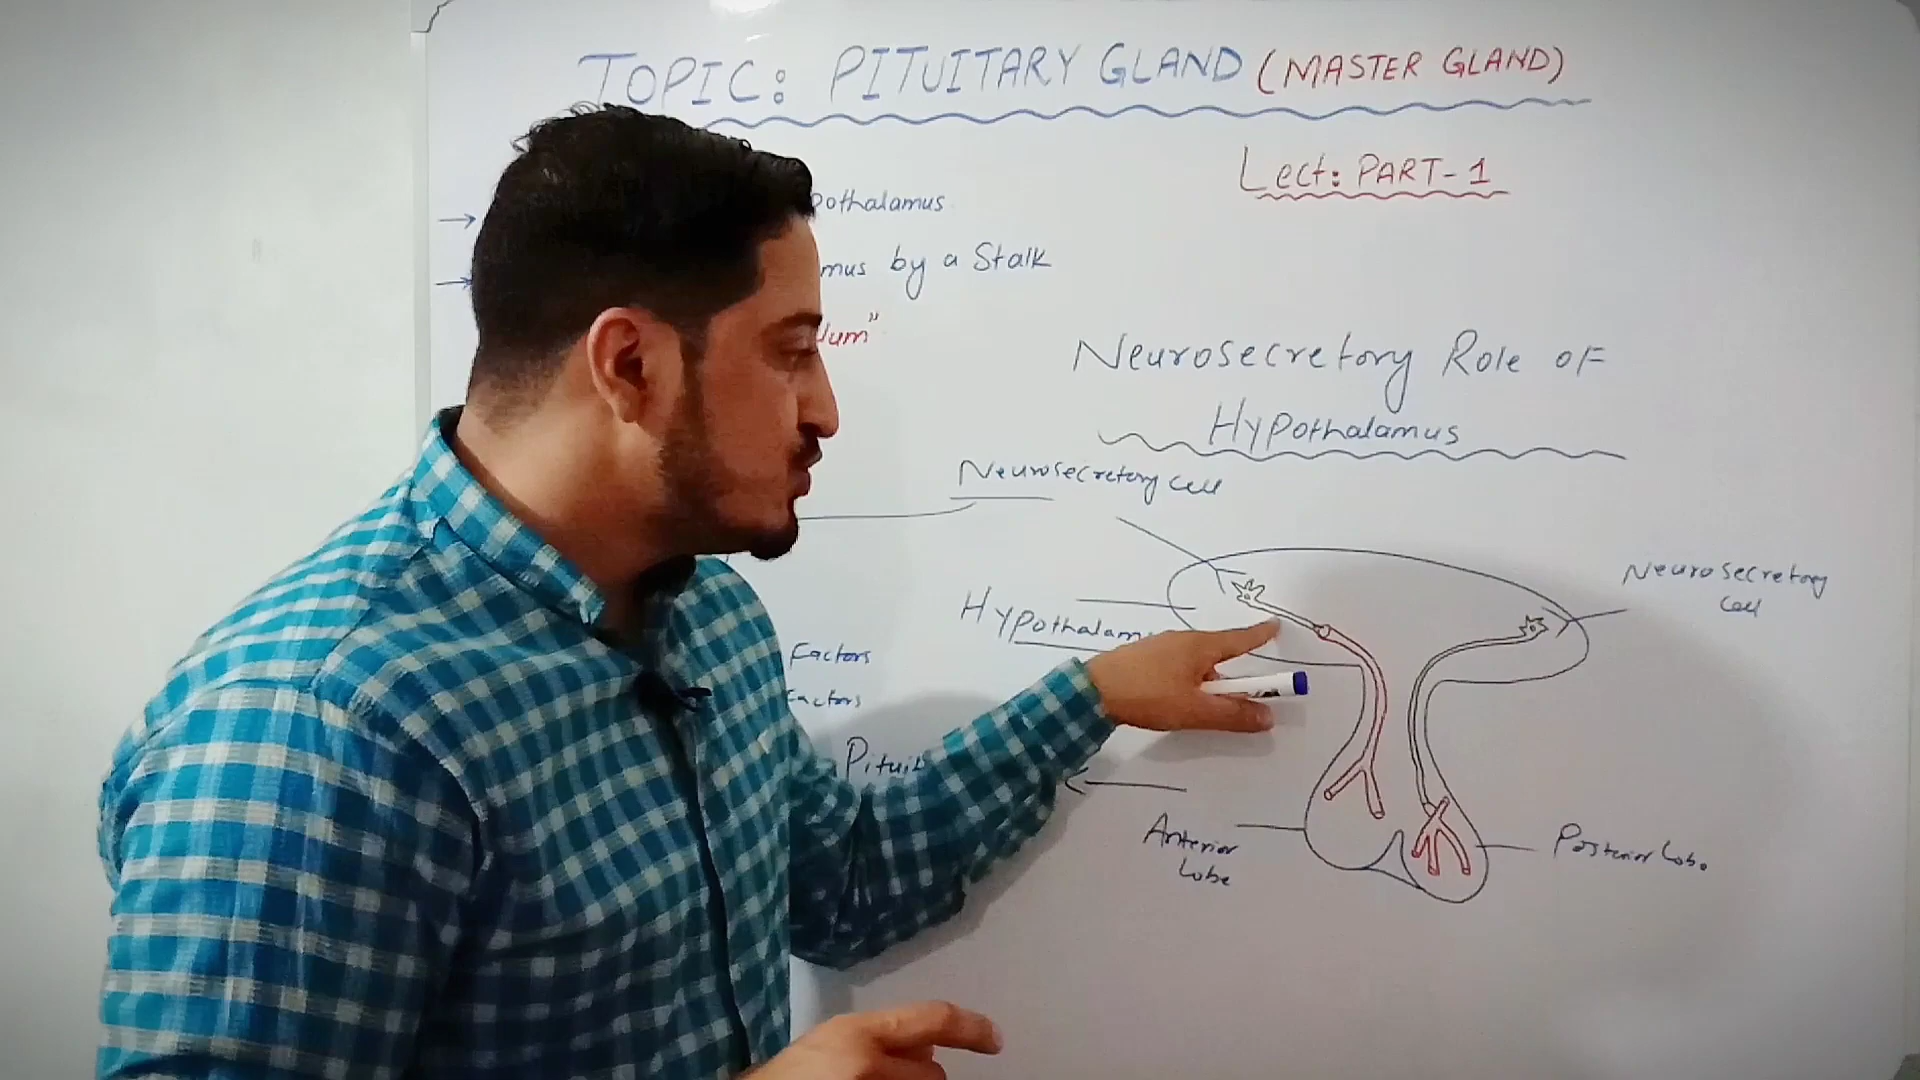 TOPIC: PITUITARY GLAND (MASTER GLAND)
Lect: PART-1
pothalamus
mus by a Stalk
lum"
Neurosecretory Role of
Hypothalamus
Neurosecretory cell
Neurosecretory
cell
Hypothalam
Factors
actors
Pituit
Anterior
Lobe
Posterior Lobe